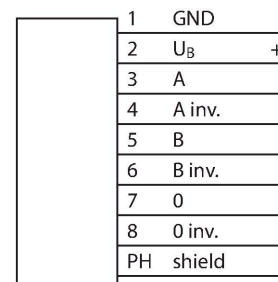 1 GND
2 U_B +
3 A
4 A inv.
5 B
6 B inv.
7 0
8 0 inv.
PH shield